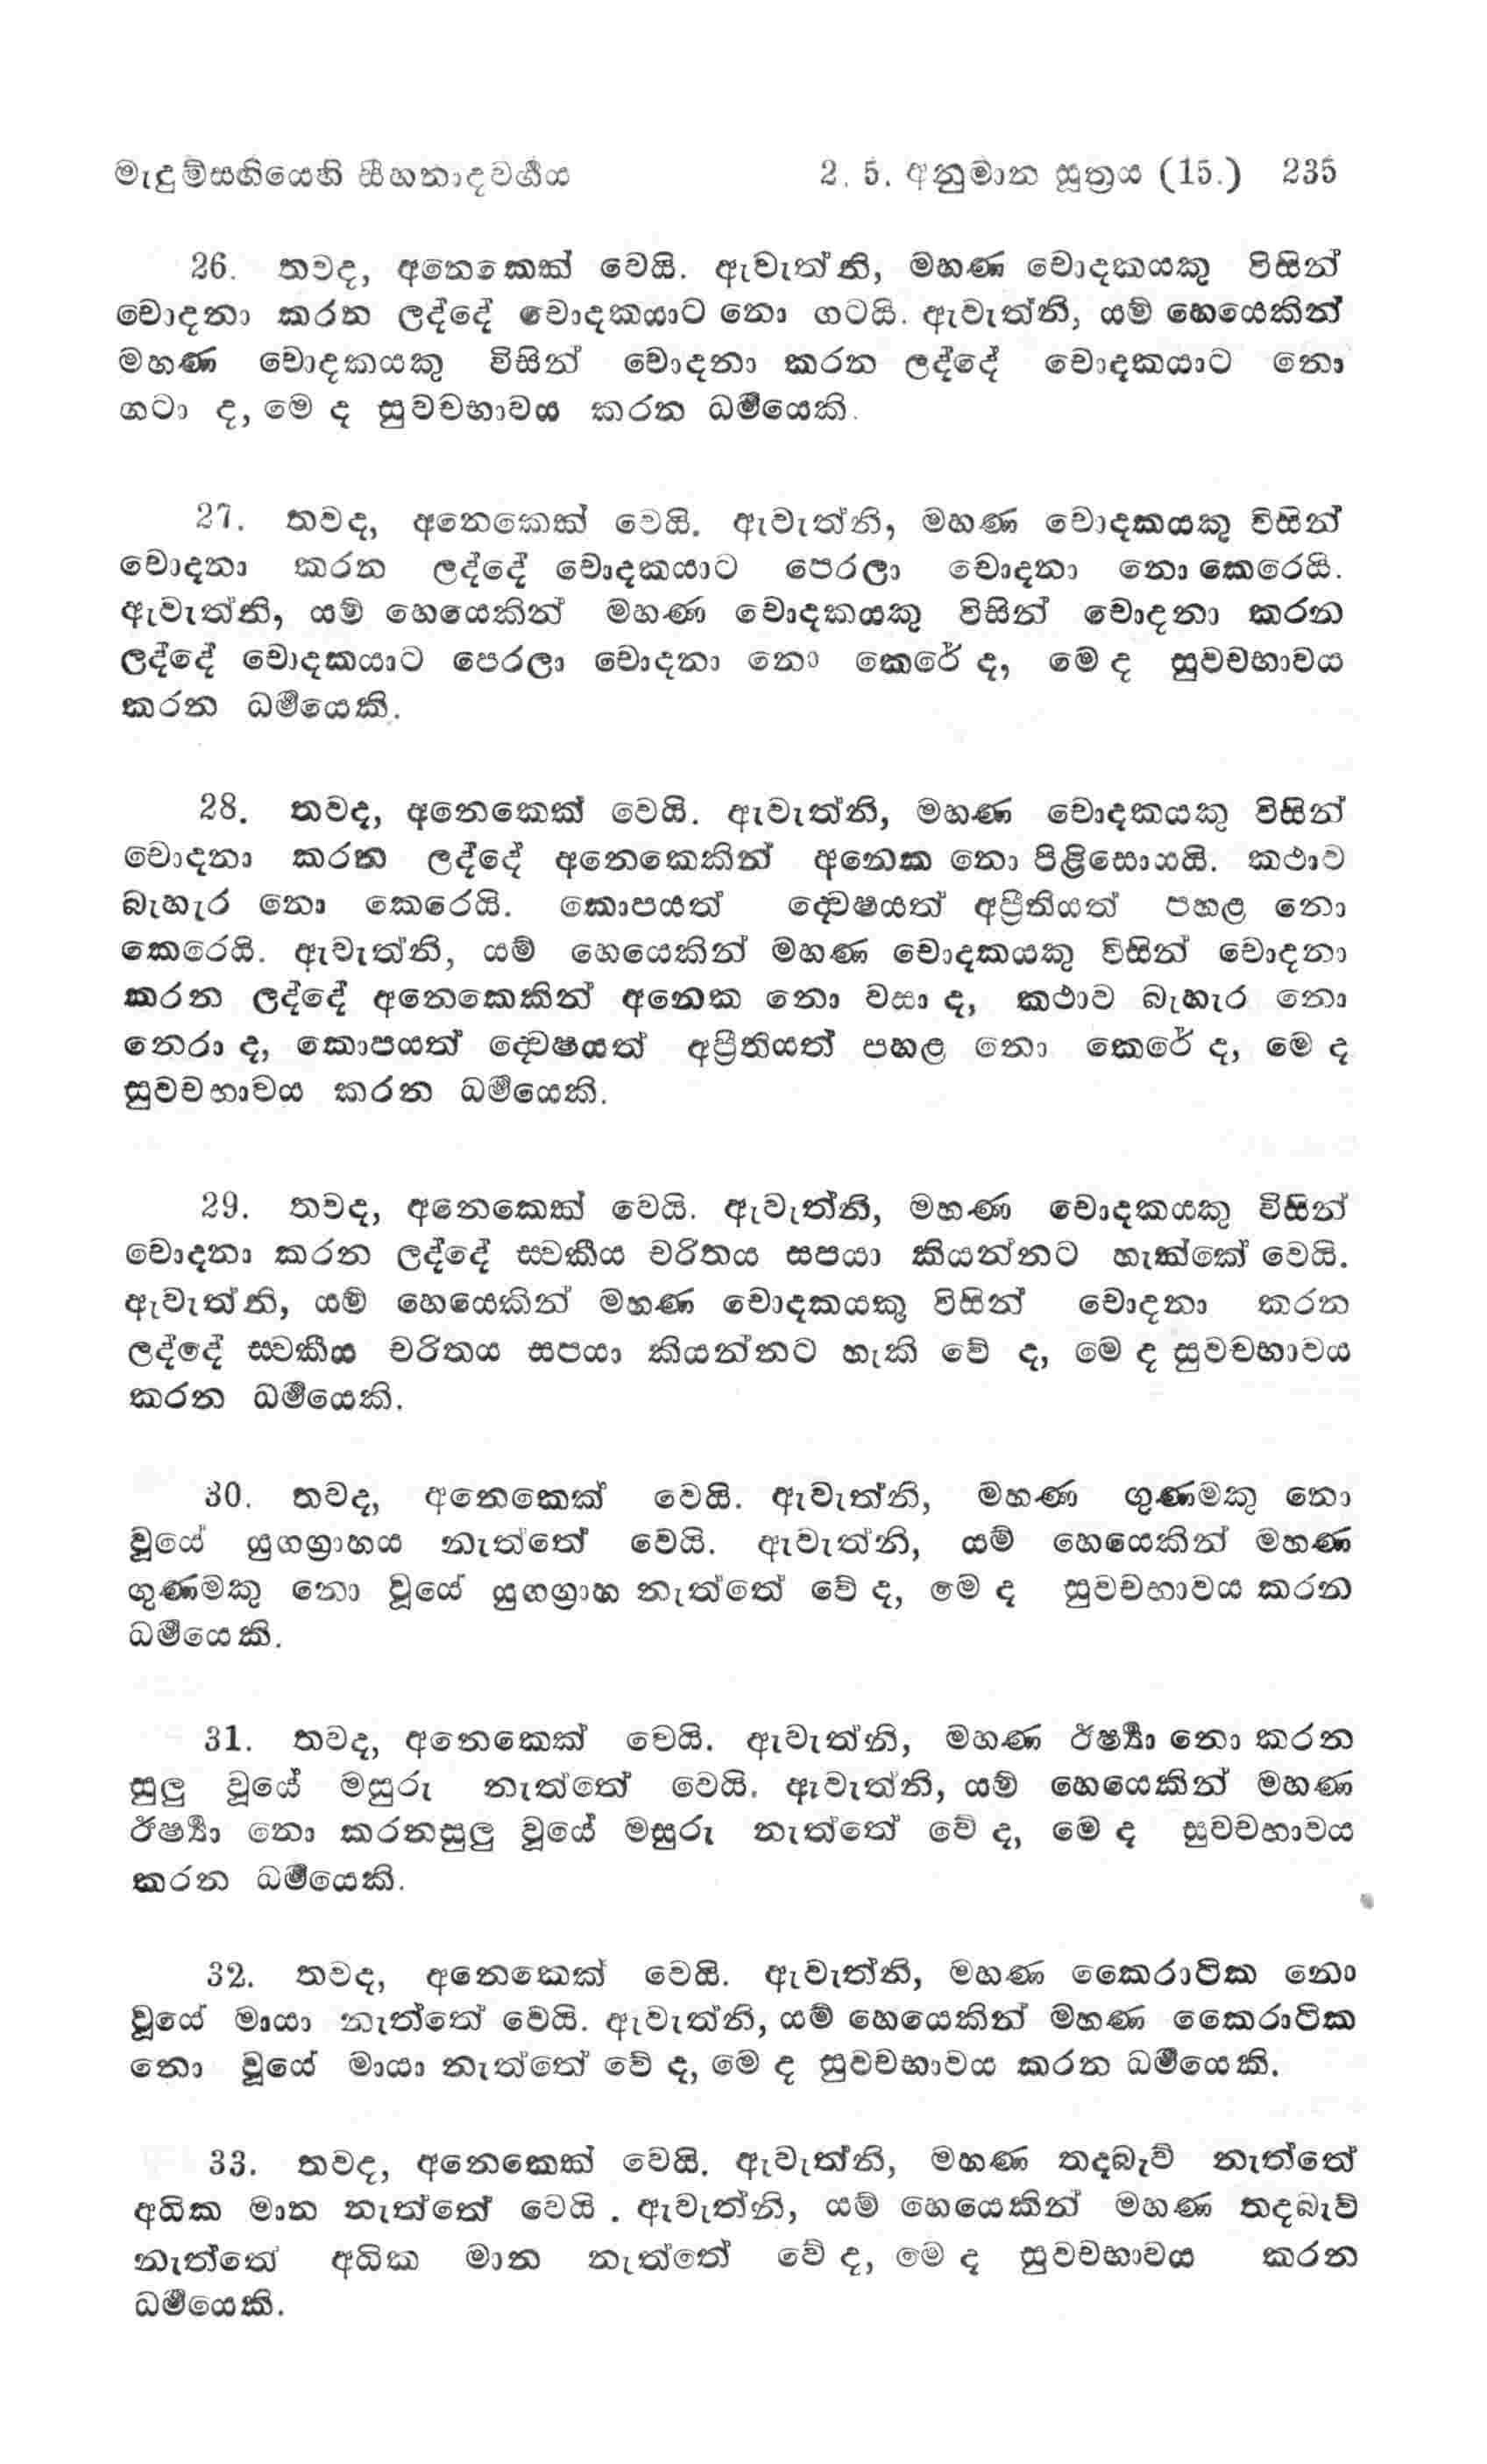 මැදුම්සඟියෙහි සීහනාදවර්‍ගය 2. 5. අනුමාන සූත්‍රය (15.) 235
26. තවද, අනෙකෙක් වෙයි. ඇවැත්නි, මහණ චොදකයකු විසින්
චොදනා කරන ලද්දේ චොදකයාට නො ගටයි. ඇවැත්නි, යම් හෙයෙකින්
මහණ චොදකයකු විසින් චොදනා කරන ලද්දේ චොදකයාට නො
ගටා ද, මෙ ද සුවචභාවය කරන ධර්‍මයෙකි.
27. තවද, අනෙකෙක් වෙයි. ඇවැත්නි, මහණ චොදකයකු විසින්
චොදනා කරන ලද්දේ චොදකයාට පෙරලා චොදනා නො කෙරෙයි.
ඇවැත්නි, යම් හෙයෙකින් මහණ චොදකයකු විසින් චොදනා කරන
ලද්දේ චොදකයාට පෙරලා චොදනා නො කෙරේ ද, මෙ ද සුවචභාවය
කරන ධර්‍මයෙකි.
28. තවද, අනෙකෙක් වෙයි. ඇවැත්නි, මහණ චොදකයකු විසින්
චොදනා කරන ලද්දේ අනෙකෙකින් අනෙක නො පිළිසොයයි. කථාව
බැහැර නො කෙරෙයි. කොපයත් ද්වෙෂයත් අප්‍රීතියත් පහළ නො
කෙරෙයි. ඇවැත්නි, යම් හෙයෙකින් මහණ චොදකයකු විසින් චොදනා
කරන ලද්දේ අනෙකෙකින් අනෙක නො වසා ද, කථාව බැහැර නො
නෙරා ද, කොපයත් ද්වෙෂයත් අප්‍රීතියත් පහළ නො කෙරේ ද, මෙ ද
සුවචභාවය කරන ධර්‍මයෙකි.
29. තවද, අනෙකෙක් වෙයි. ඇවැත්නි, මහණ චොදකයකු විසින්
චොදනා කරන ලද්දේ ස්වකීය චරිතය සපයා කියන්නට හැක්කේ වෙයි.
ඇවැත්නි, යම් හෙයෙකින් මහණ චොදකයකු විසින් චොදනා කරන
ලද්දේ ස්වකීය චරිතය සපයා කියන්නට හැකි වේ ද, මෙ ද සුවචභාවය
කරන ධර්‍මයෙකි.
30. තවද, අනෙකෙක් වෙයි. ඇවැත්නි, මහණ ගුණමකු නො
වූයේ යුගග්‍රාහය නැත්තේ වෙයි. ඇවැත්නි, යම් හෙයෙකින් මහණ
ගුණමකු නො වූයේ යුගග්‍රාහ නැත්තේ වේ ද, මෙ ද සුවචභාවය කරන
ධර්‍මයෙකි.
31. තවද, අනෙකෙක් වෙයි. ඇවැත්නි, මහණ ඊර්‍ෂ්‍යා නො කරන
සුලු වූයේ මසුරු නැත්තේ වෙයි. ඇවැත්නි, යම් හෙයෙකින් මහණ
ඊර්‍ෂ්‍යා නො කරනසුලු වූයේ මසුරු නැත්තේ වේ ද, මෙ ද සුවචභාවය
කරන ධර්‍මයෙකි.
32. තවද, අනෙකෙක් වෙයි. ඇවැත්නි, මහණ කෛරාටික නො
වූයේ මායා නැත්තේ වෙයි. ඇවැත්නි, යම් හෙයෙකින් මහණ කෛරාටික
නො වූයේ මායා නැත්තේ වේ ද, මෙ ද සුවචභාවය කරන ධර්‍මයෙකි.
33. තවද, අනෙකෙක් වෙයි. ඇවැත්නි, මහණ තදබැව් නැත්තේ
අධික මාන නැත්තේ වෙයි . ඇවැත්නි, යම් හෙයෙකින් මහණ තදබැව්
නැත්තේ අධික මාන නැත්තේ වේ ද, මෙ ද සුවචභාවය කරන
ධර්‍මයෙකි.